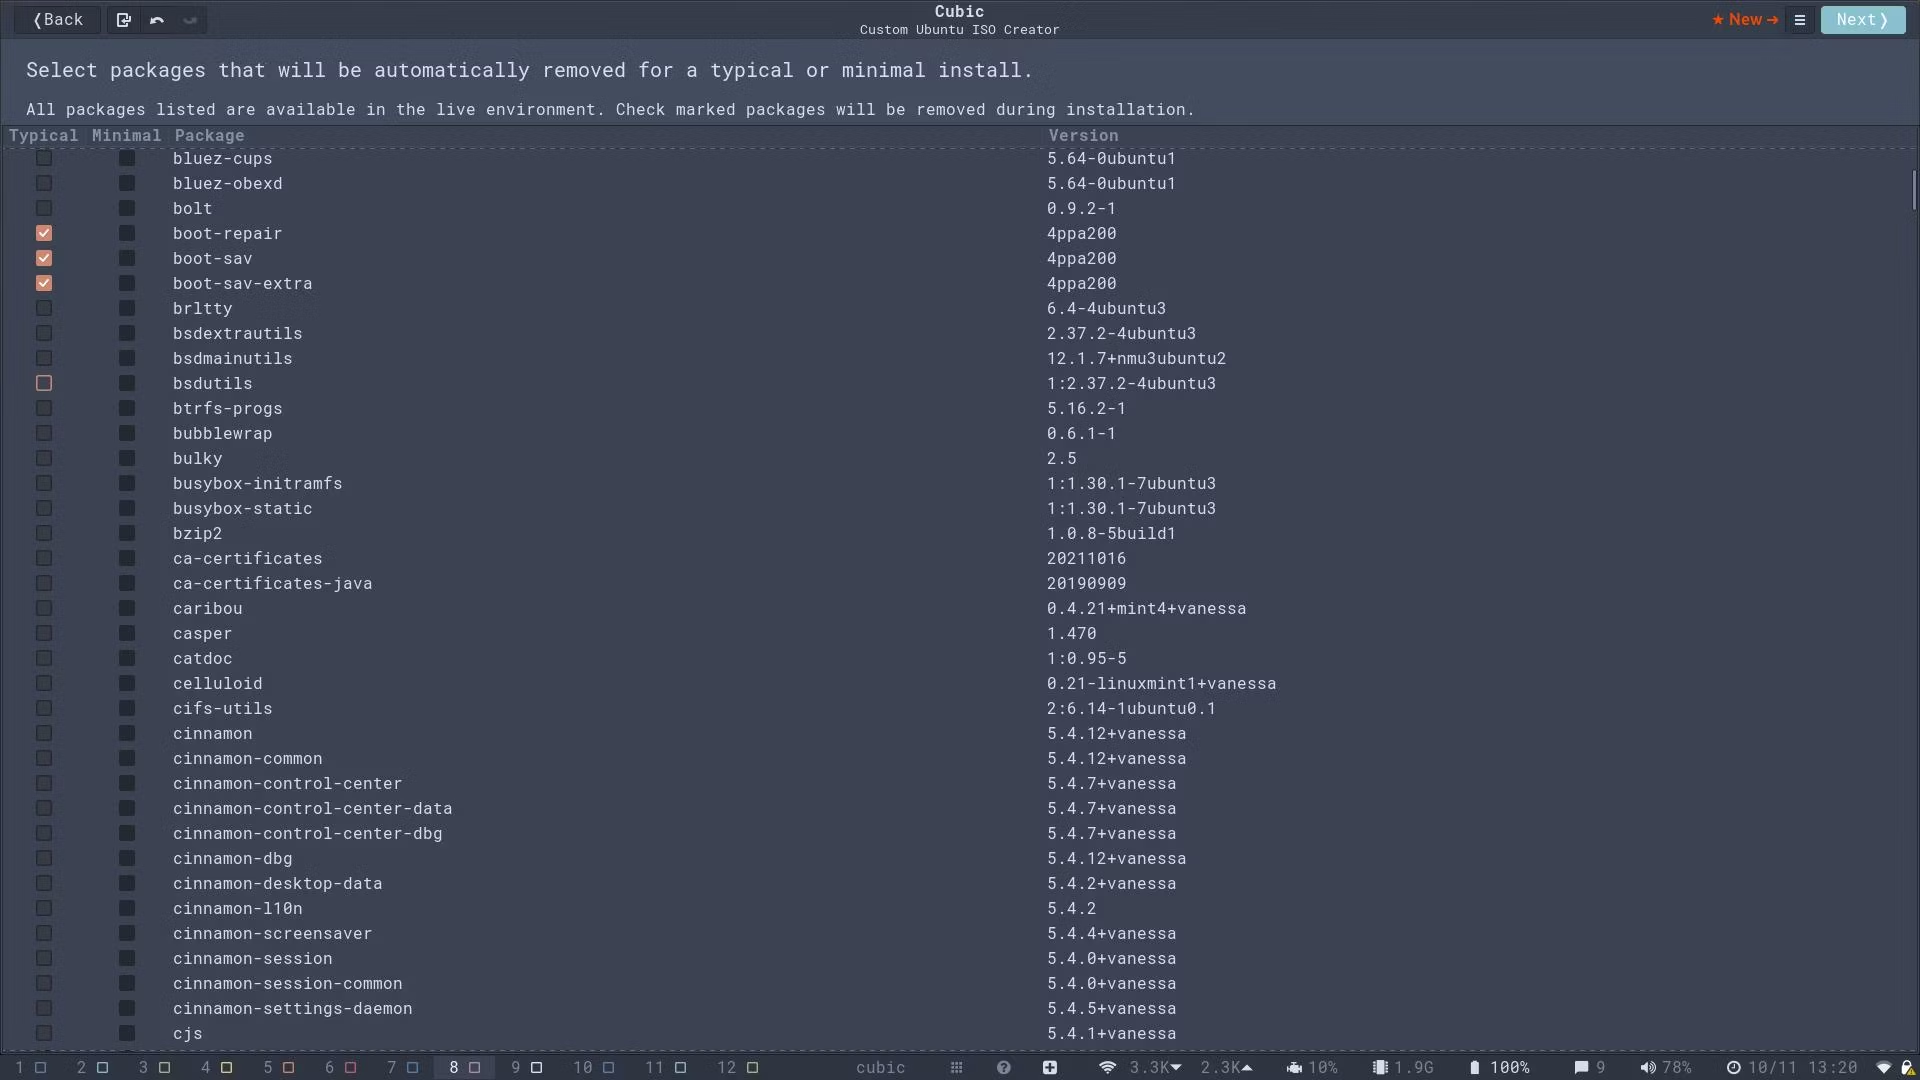 ❬Back
Cubic
Custom Ubuntu ISO Creator
★ New →
Next❭
Select packages that will be automatically removed for a typical or minimal install.
All packages listed are available in the live environment. Check marked packages will be removed during installation.
Typical Minimal Package Version
bluez-cups 5.64-0ubuntu1
bluez-obexd 5.64-0ubuntu1
bolt 0.9.2-1
boot-repair 4ppa200
boot-sav 4ppa200
boot-sav-extra 4ppa200
brltty 6.4-4ubuntu3
bsdextrautils 2.37.2-4ubuntu3
bsdmainutils 12.1.7+nmu3ubuntu2
bsdutils 1:2.37.2-4ubuntu3
btrfs-progs 5.16.2-1
bubblewrap 0.6.1-1
bulky 2.5
busybox-initramfs 1:1.30.1-7ubuntu3
busybox-static 1:1.30.1-7ubuntu3
bzip2 1.0.8-5build1
ca-certificates 20211016
ca-certificates-java 20190909
caribou 0.4.21+mint4+vanessa
casper 1.470
catdoc 1:0.95-5
celluloid 0.21-linuxmint1+vanessa
cifs-utils 2:6.14-1ubuntu0.1
cinnamon 5.4.12+vanessa
cinnamon-common 5.4.12+vanessa
cinnamon-control-center 5.4.7+vanessa
cinnamon-control-center-data 5.4.7+vanessa
cinnamon-control-center-dbg 5.4.7+vanessa
cinnamon-dbg 5.4.12+vanessa
cinnamon-desktop-data 5.4.2+vanessa
cinnamon-l10n 5.4.2
cinnamon-screensaver 5.4.4+vanessa
cinnamon-session 5.4.0+vanessa
cinnamon-session-common 5.4.0+vanessa
cinnamon-settings-daemon 5.4.5+vanessa
cjs 5.4.1+vanessa
1 2 3 4 5 6 7 8 9 10 11 12 cubic 3.3K▼ 2.3K▲ 10% 1.9G 100% 9 78% 10/11 13:20